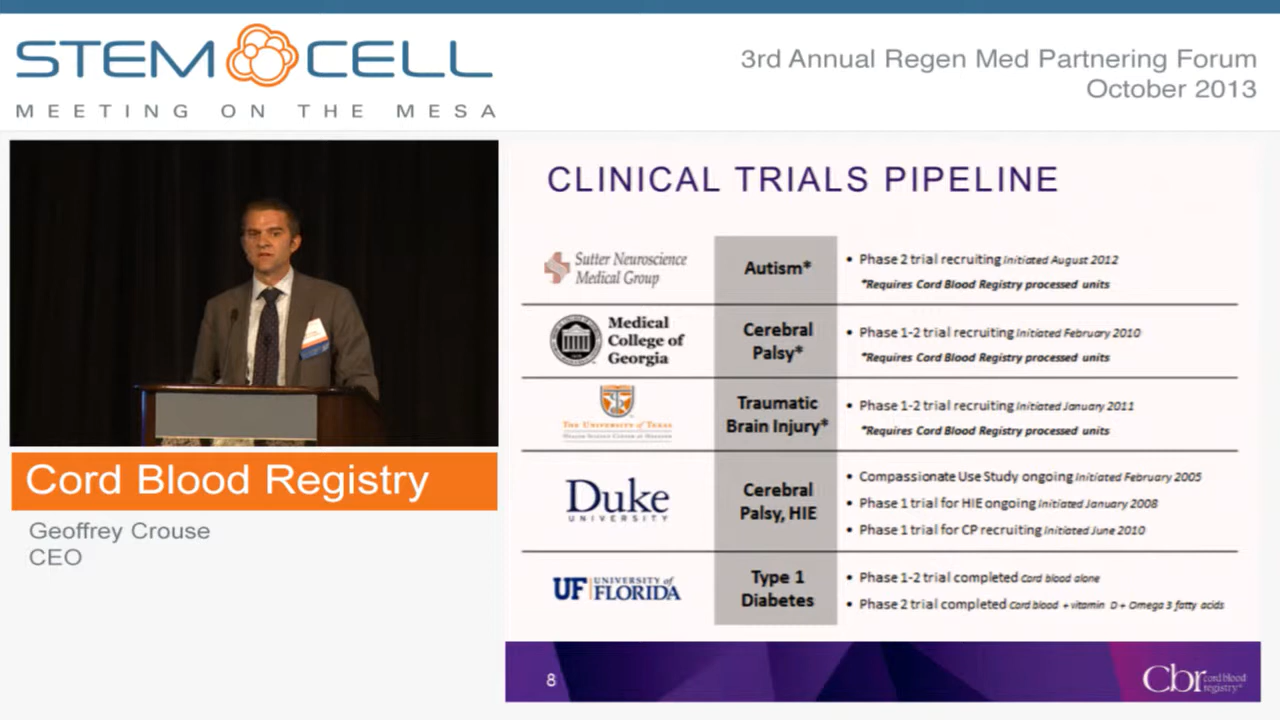 STEM CELL
MEETING ON THE MESA
3rd Annual Regen Med Partnering Forum
October 2013
Cord Blood Registry
Geoffrey Crouse
CEO
CLINICAL TRIALS PIPELINE
Sutter Neuroscience
Medical Group
Autism*
• Phase 2 trial recruiting Initiated August 2012
*Requires Cord Blood Registry processed units
Medical
College of
Georgia
Cerebral
Palsy*
• Phase 1-2 trial recruiting Initiated February 2010
*Requires Cord Blood Registry processed units
THE UNIVERSITY of TEXAS
HEALTH SCIENCE CENTER AT HOUSTON
Traumatic
Brain Injury*
• Phase 1-2 trial recruiting Initiated January 2011
*Requires Cord Blood Registry processed units
Duke
UNIVERSITY
Cerebral
Palsy, HIE
• Compassionate Use Study ongoing Initiated February 2005
• Phase 1 trial for HIE ongoing Initiated January 2008
• Phase 1 trial for CP recruiting Initiated June 2010
UF UNIVERSITY of
FLORIDA
Type 1
Diabetes
• Phase 1-2 trial completed Cord blood alone
• Phase 2 trial completed Cord blood + vitamin D + Omega 3 fatty acids
8
Cbr cord blood
registry®